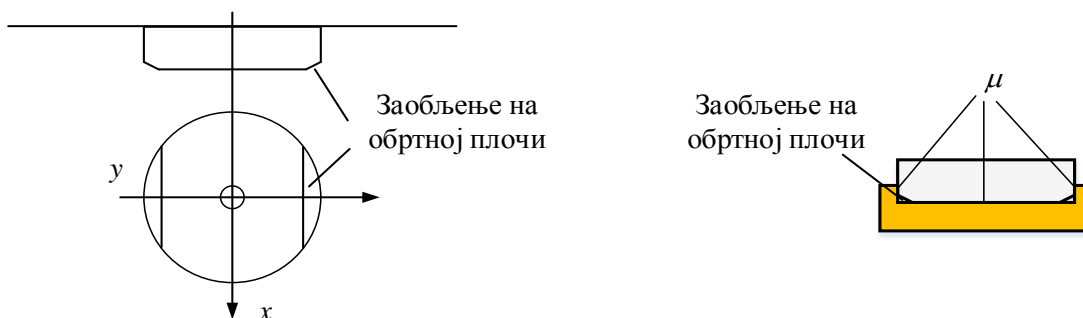 Заобљење на
обртној плочи
y
x
μ
Заобљење на
обртној плочи